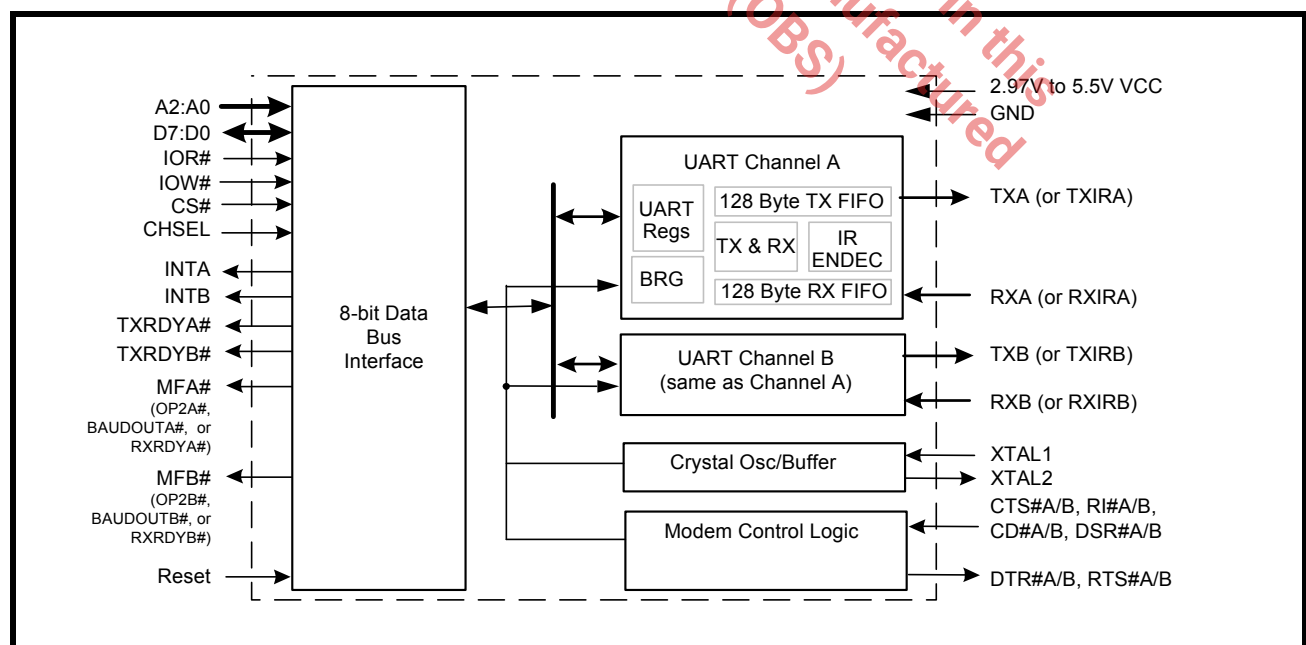 in this
nufactured
(OBS)
A2:A0
D7:D0
IOR#
IOW#
CS#
CHSEL
INTA
INTB
TXRDYA#
TXRDYB#
MFA#
(OP2A#,
BAUDOUTA#, or
RXRDYA#)
MFB#
(OP2B#,
BAUDOUTB#, or
RXRDYB#)
Reset
8-bit Data
Bus
Interface
UART Channel A
UART
Regs
BRG
128 Byte TX FIFO
TX & RX
IR
ENDEC
128 Byte RX FIFO
UART Channel B
(same as Channel A)
Crystal Osc/Buffer
Modem Control Logic
2.97V to 5.5V VCC
GND
TXA (or TXIRA)
RXA (or RXIRA)
TXB (or TXIRB)
RXB (or RXIRB)
XTAL1
XTAL2
CTS#A/B, RI#A/B,
CD#A/B, DSR#A/B
DTR#A/B, RTS#A/B